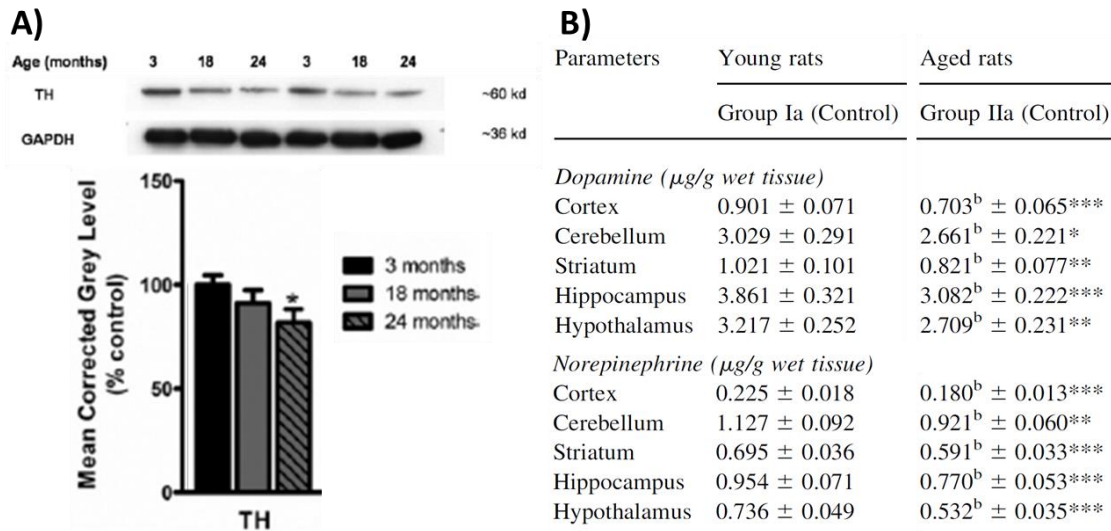 A)
Age (months) 3 18 24 3 18 24
TH ~60 kd
GAPDH ~36 kd
150
100
50
0
Mean Corrected Grey Level
(% control)
*
TH
3 months
18 months
24 months
B)
Parameters Young rats Aged rats
Group Ia (Control) Group IIa (Control)
Dopamine (μg/g wet tissue)
Cortex 0.901 ± 0.071 0.703b ± 0.065***
Cerebellum 3.029 ± 0.291 2.661b ± 0.221*
Striatum 1.021 ± 0.101 0.821b ± 0.077**
Hippocampus 3.861 ± 0.321 3.082b ± 0.222***
Hypothalamus 3.217 ± 0.252 2.709b ± 0.231**
Norepinephrine (μg/g wet tissue)
Cortex 0.225 ± 0.018 0.180b ± 0.013***
Cerebellum 1.127 ± 0.092 0.921b ± 0.060**
Striatum 0.695 ± 0.036 0.591b ± 0.033***
Hippocampus 0.954 ± 0.071 0.770b ± 0.053***
Hypothalamus 0.736 ± 0.049 0.532b ± 0.035***